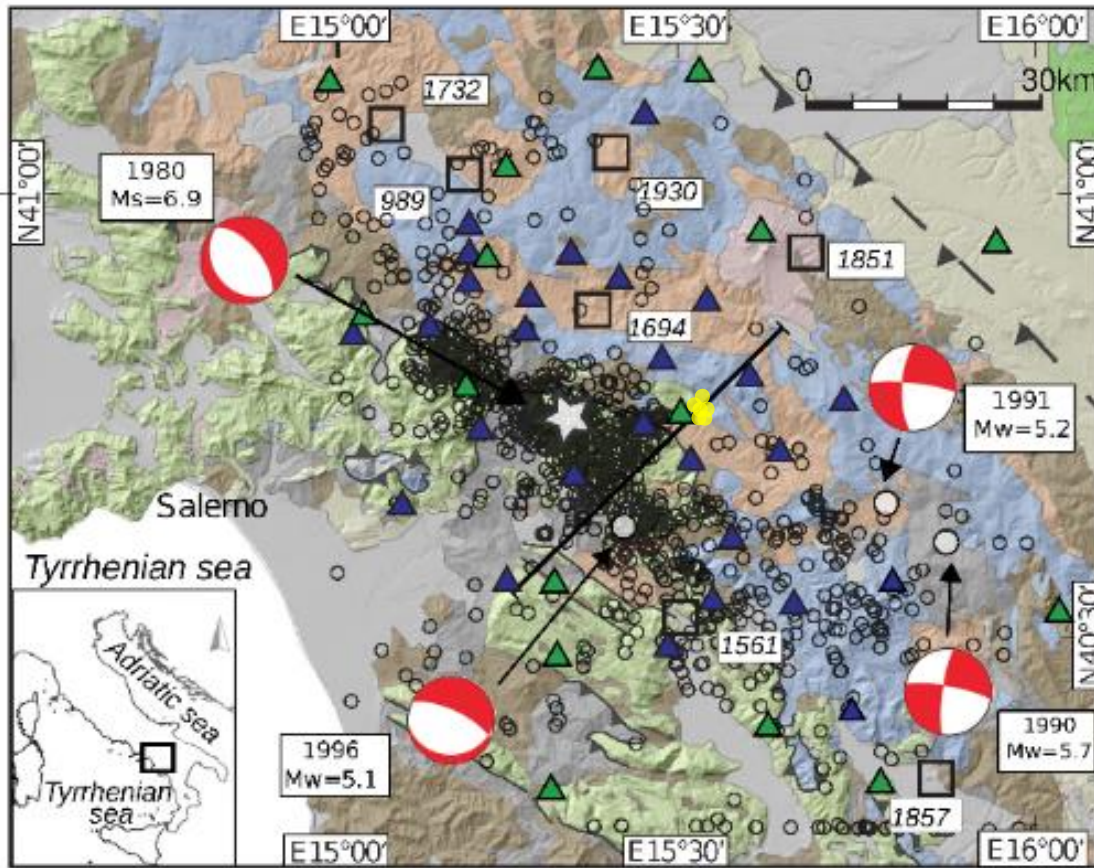 E15°00'
E15°30'
E16°00'
0
30km
1732
1980
Ms=6.9
989
1930
N41°00'
N41°00'
1851
1694
1991
Mw=5.2
Salerno
Tyrrhenian sea
N40°30'
1561
Adriatic sea
Tyrrhenian
sea
1996
Mw=5.1
1990
Mw=5.7
1857
E15°00'
E15°30'
E16°00'